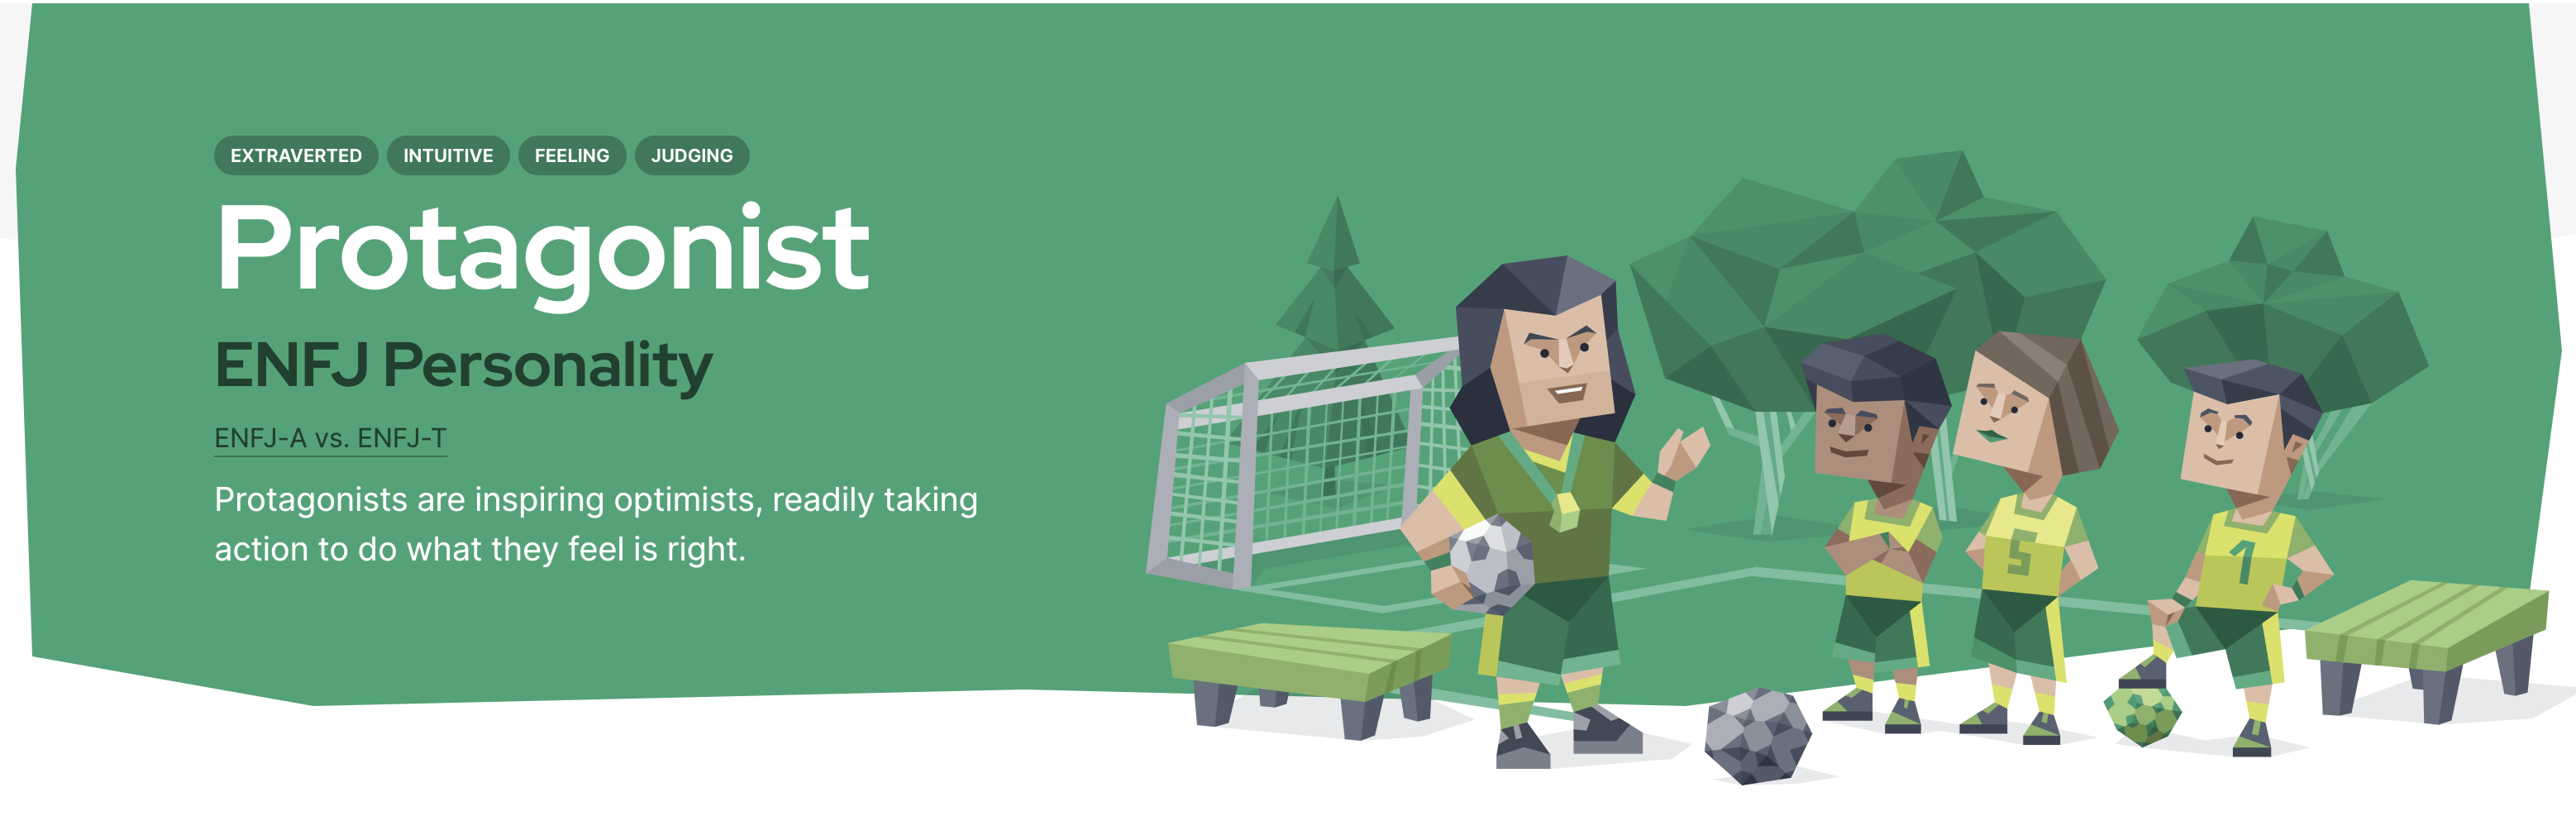 EXTRAVERTED INTUITIVE FEELING JUDGING
Protagonist
ENFJ Personality
ENFJ-A vs. ENFJ-T
Protagonists are inspiring optimists, readily taking
action to do what they feel is right.
5
1